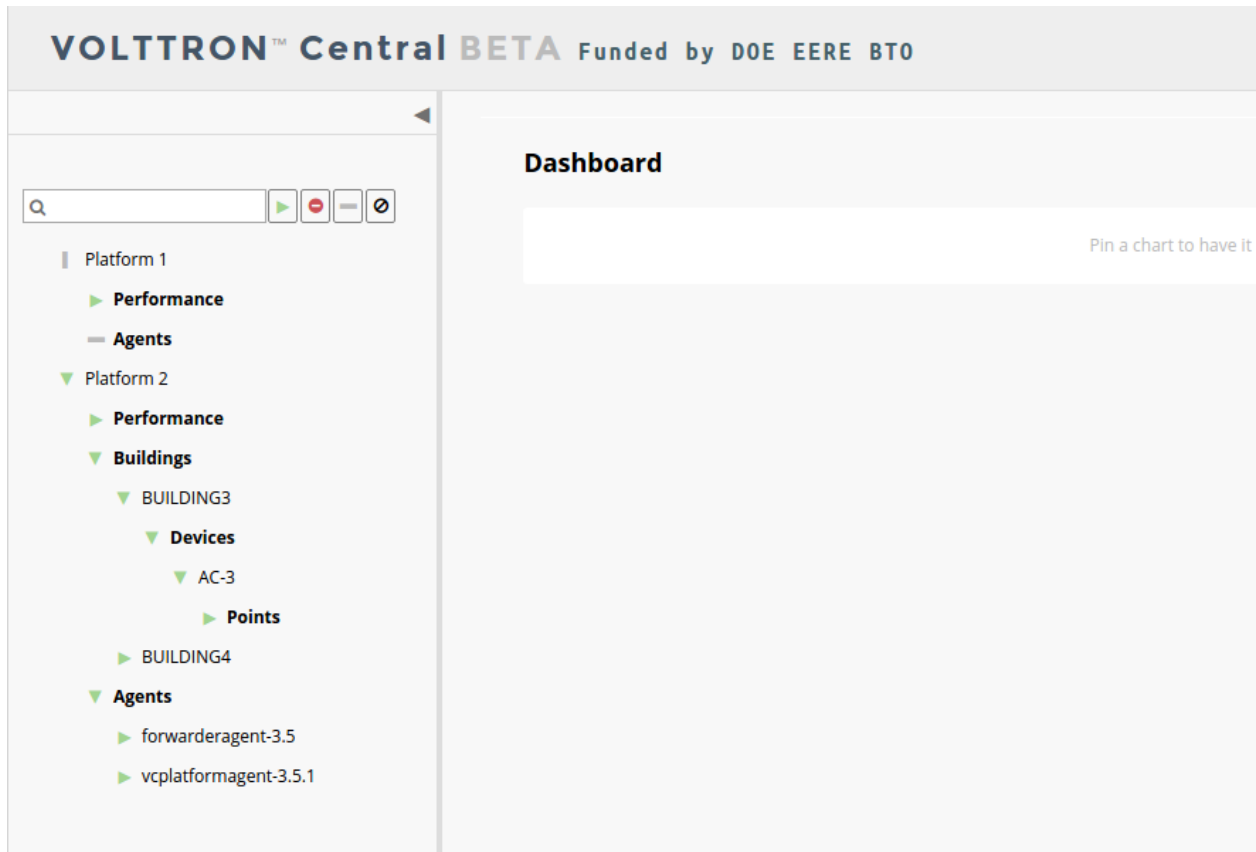 VOLTTRON™ Central BETA Funded by DOE EERE BTO
Dashboard
Pin a chart to have it
Platform 1
Performance
Agents
Platform 2
Performance
Buildings
BUILDING3
Devices
AC-3
Points
BUILDING4
Agents
forwarderagent-3.5
vcplatformagent-3.5.1